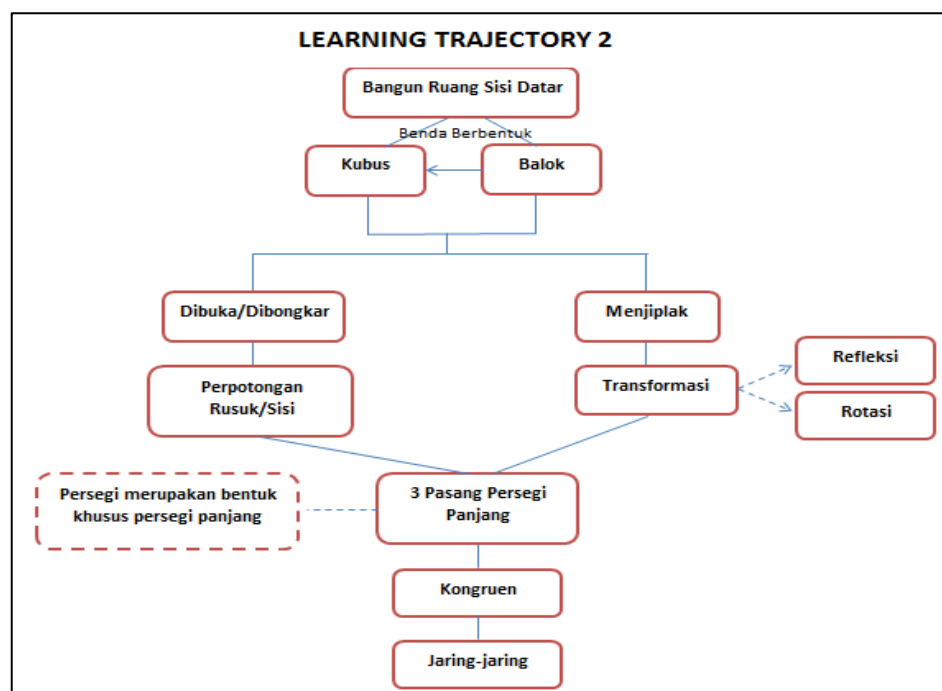 LEARNING TRAJECTORY 2
Bangun Ruang Sisi Datar
Benda Berbentuk
Kubus
Balok
Dibuka/Dibongkar
Menjiplak
Perpotongan
Rusuk/Sisi
Transformasi
Refleksi
Rotasi
Persegi merupakan bentuk
khusus persegi panjang
3 Pasang Persegi
Panjang
Kongruen
Jaring-jaring